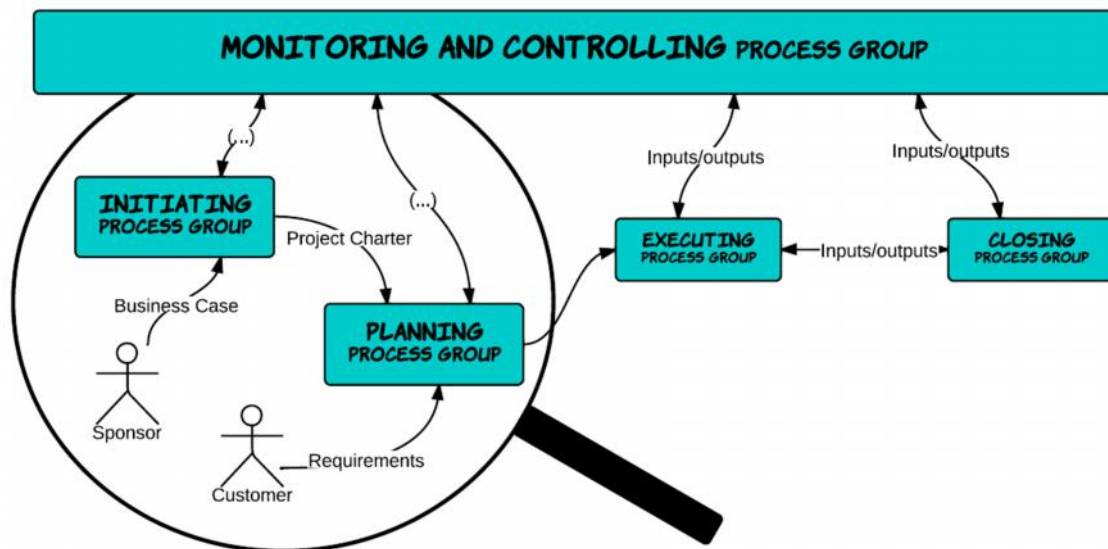 MONITORING AND CONTROLLING PROCESS GROUP
(...)
Inputs/outputs
Inputs/outputs
INITIATING
PROCESS GROUP
(...)
Project Charter
EXECUTING
PROCESS GROUP
Inputs/outputs
CLOSING
PROCESS GROUP
Business Case
PLANNING
PROCESS GROUP
Sponsor
Requirements
Customer